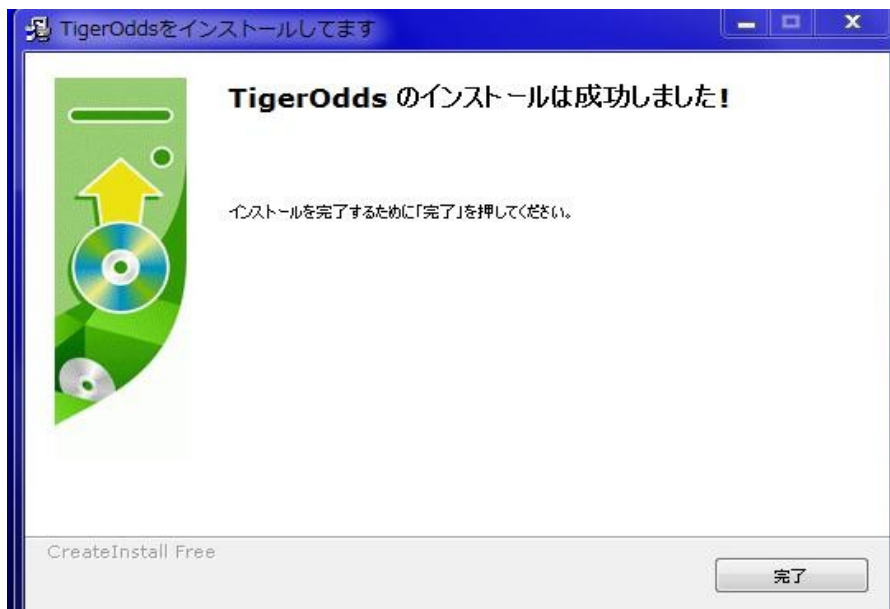 TigerOddsをインストールしてます
TigerOdds のインストールは成功しました!
インストールを完了するために「完了」を押してください。
CreateInstall Free
完了